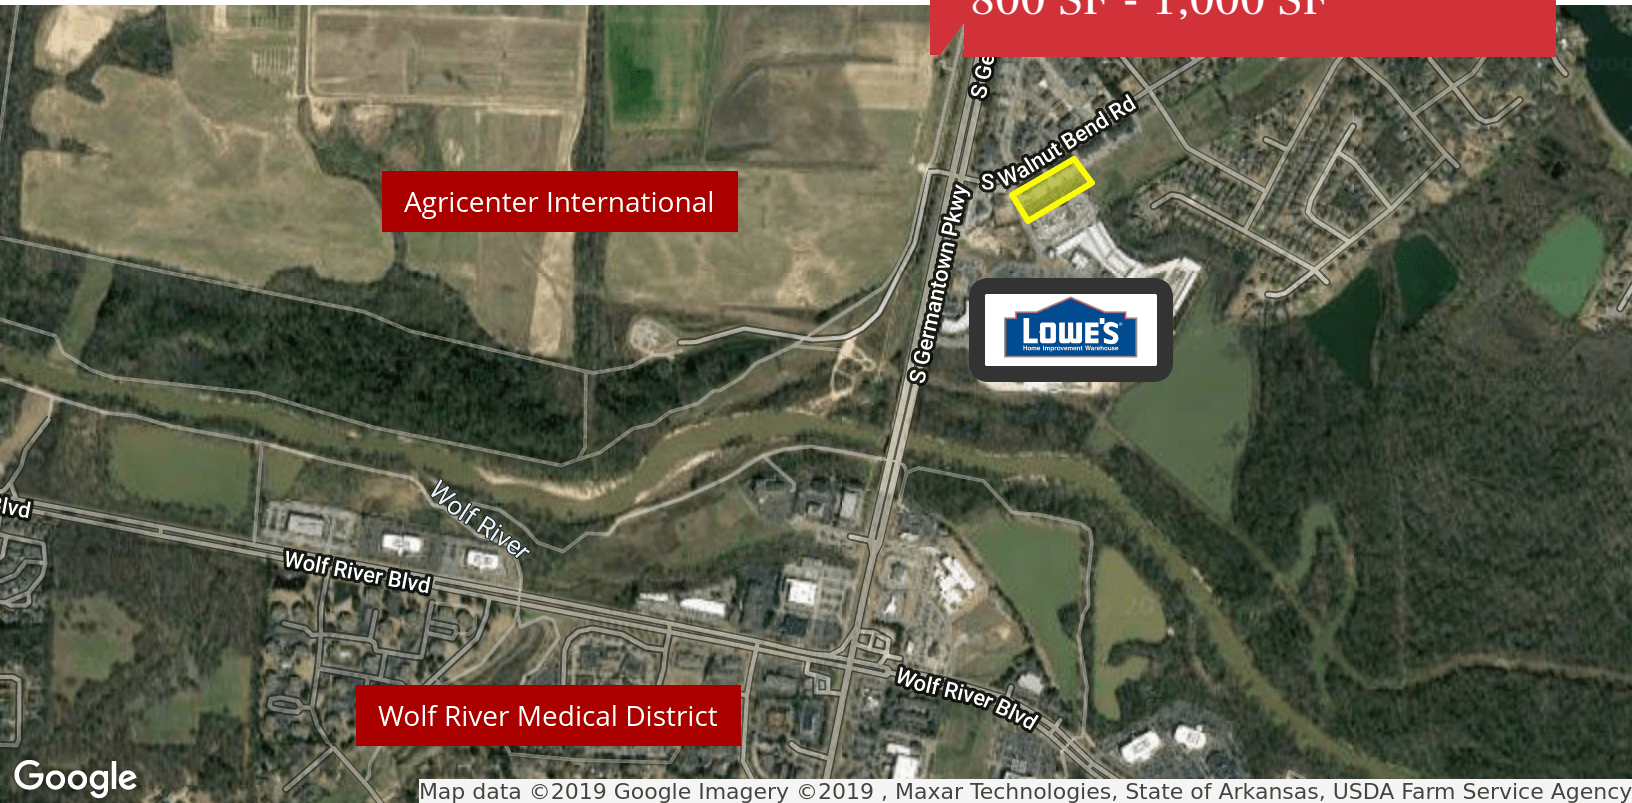 800 SF - 1,000 SF
S Ge
S Walnut Bend Rd
Agricenter International
S Germantown Pkwy
LOWE'S
Home Improvement Warehouse
Wolf River
lvd
Wolf River Blvd
Wolf River Blvd
Wolf River Medical District
Google
Map data ©2019 Google Imagery ©2019 , Maxar Technologies, State of Arkansas, USDA Farm Service Agency